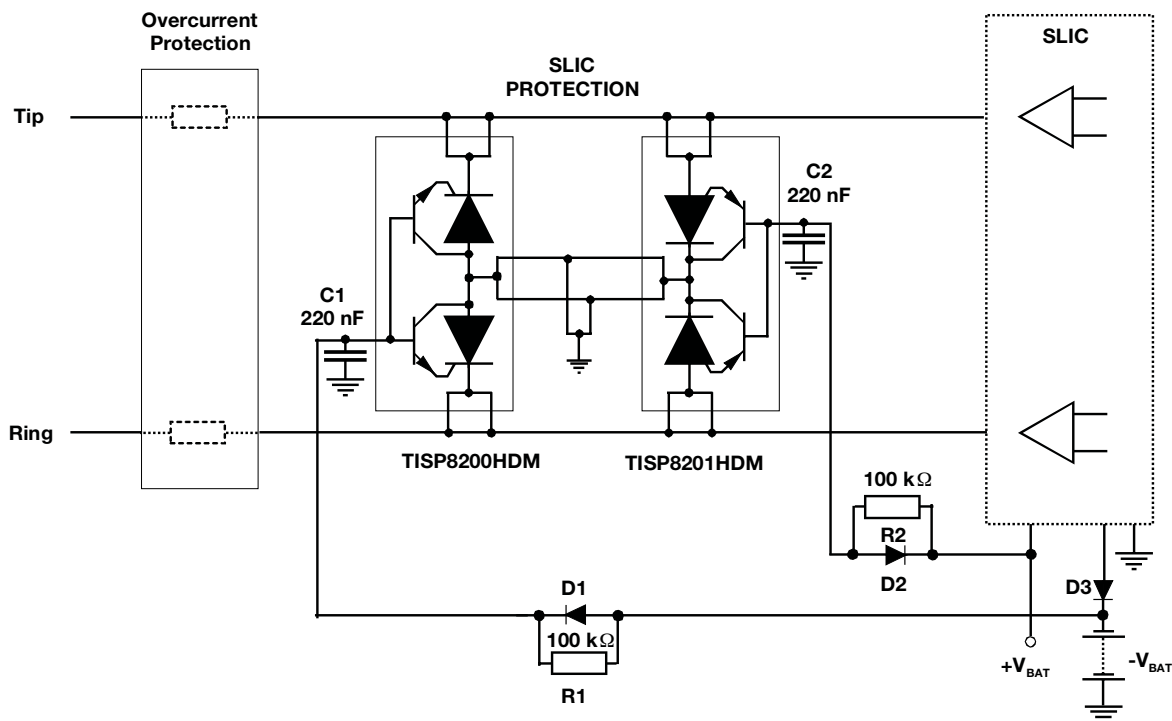 Overcurrent
Protection
SLIC
SLIC
PROTECTION
Tip
C2
220 nF
C1
220 nF
Ring
TISP8200HDM
TISP8201HDM
100 kΩ
R2
D2
D1
D3
100 kΩ
R1
+VBAT
-VBAT